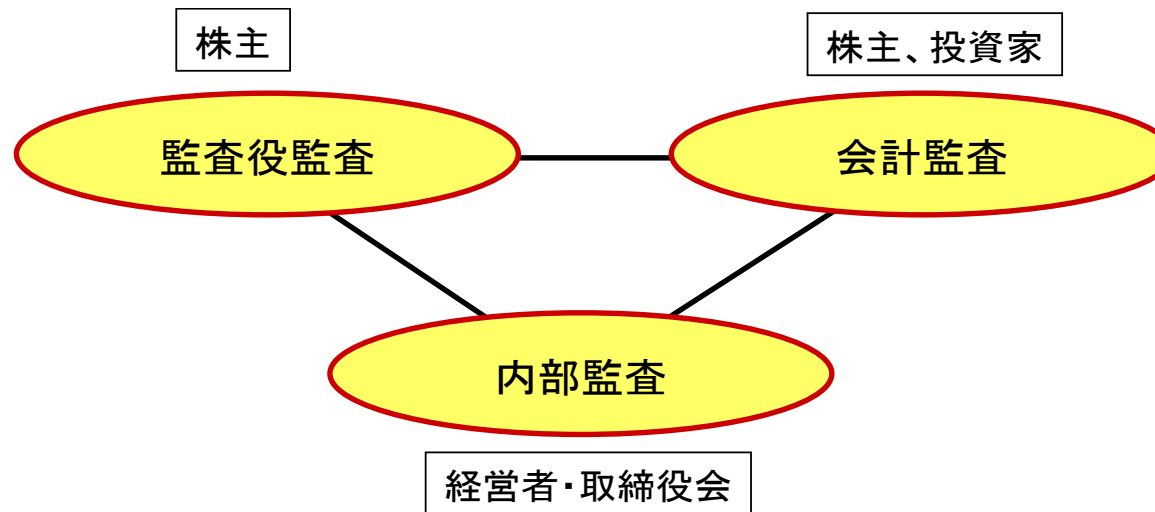 株主
株主、投資家
監査役監査
会計監査
内部監査
経営者・取締役会